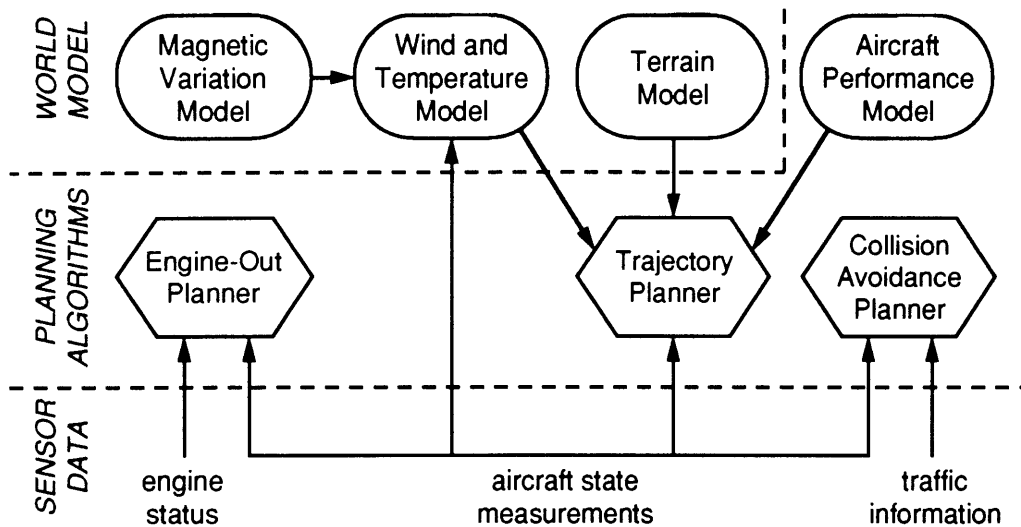 WORLD
MODEL
Magnetic
Variation
Model
Wind and
Temperature
Model
Terrain
Model
Aircraft
Performance
Model
PLANNING
ALGORITHMS
Engine-Out
Planner
Trajectory
Planner
Collision
Avoidance
Planner
SENSOR
DATA
engine
status
aircraft state
measurements
traffic
information